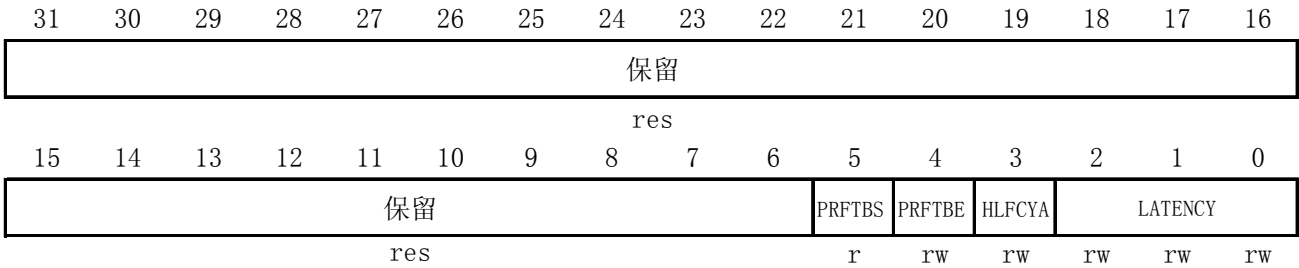 31 30 29 28 27 26 25 24 23 22 21 20 19 18 17 16
保留
res
15 14 13 12 11 10 9 8 7 6 5 4 3 2 1 0
保留 PRFTBS PRFTBE HLFCYA LATENCY
res r rw rw rw rw rw